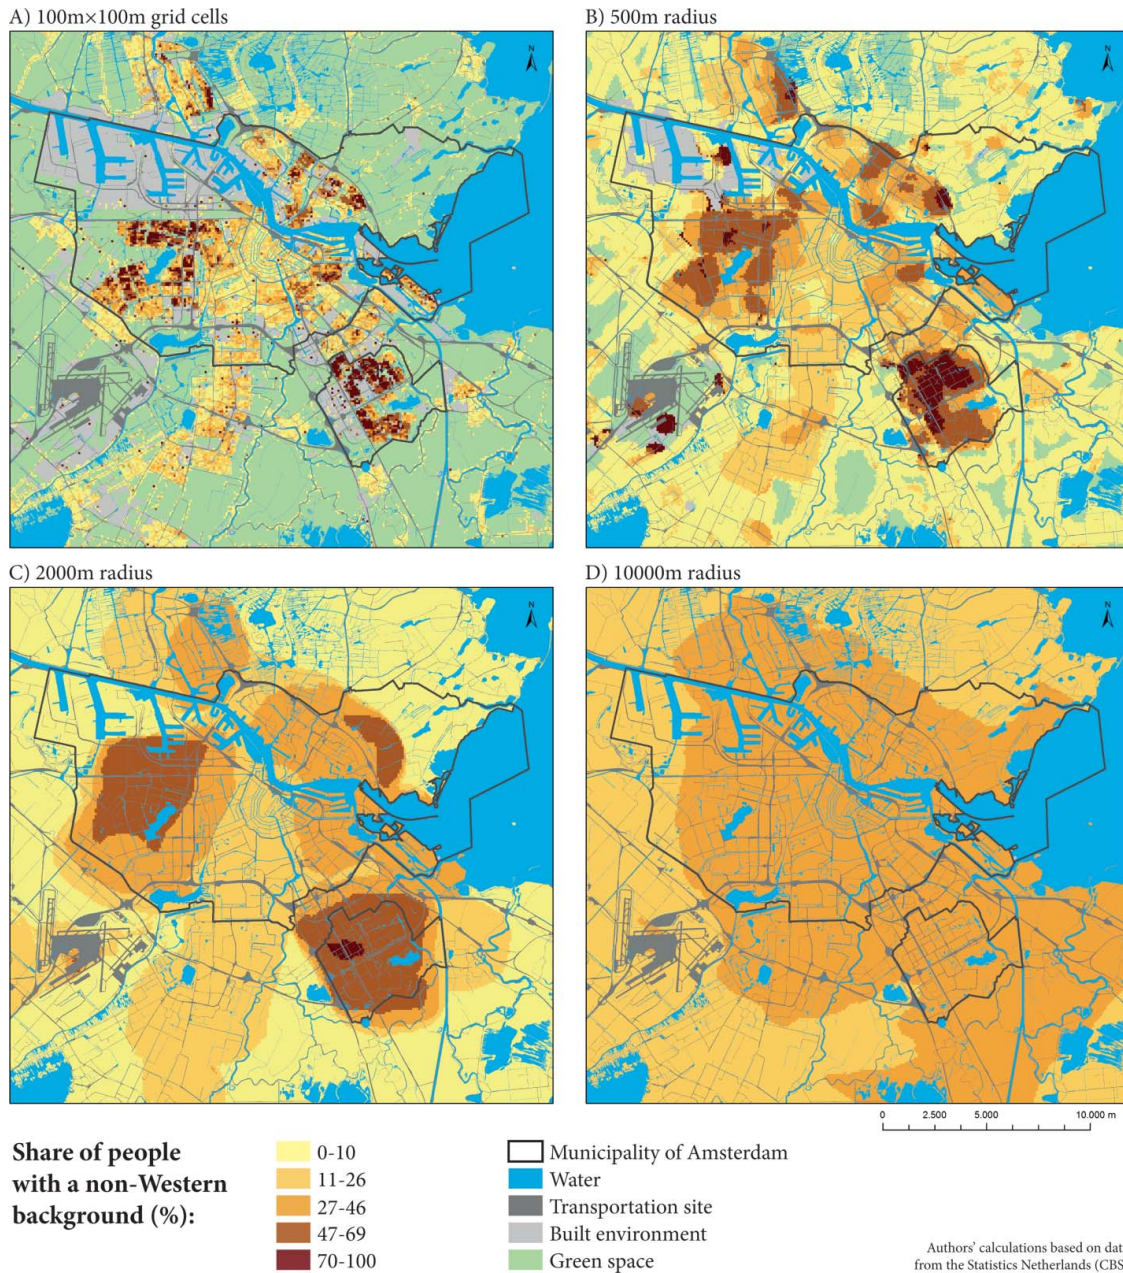 A) 100m×100m grid cells
B) 500m radius
N
N
C) 2000m radius
D) 10000m radius
N
N
0 2.500 5.000 10.000 m
Share of people
with a non-Western
background (%):
0-10
11-26
27-46
47-69
70-100
Municipality of Amsterdam
Water
Transportation site
Built environment
Green space
Authors' calculations based on dat
from the Statistics Netherlands (CBS